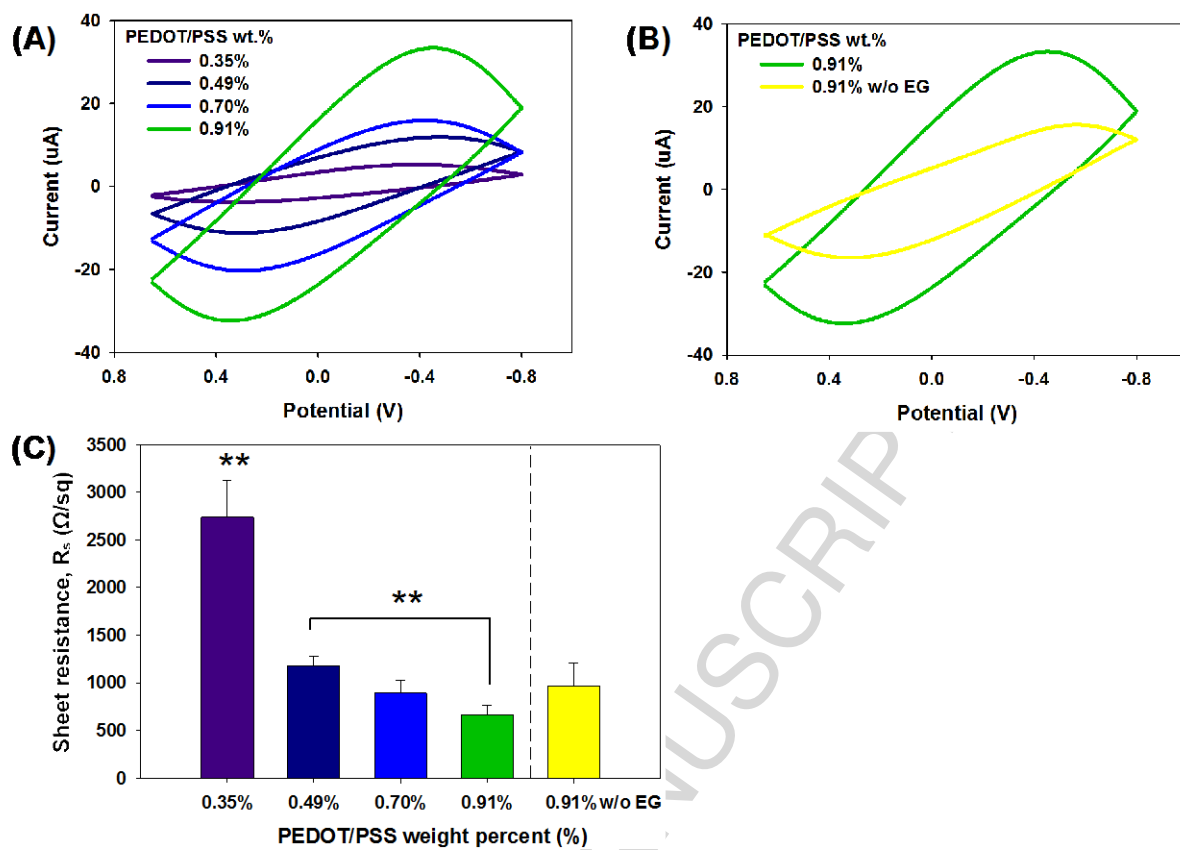 (A)
PEDOT/PSS wt.%
0.35%
0.49%
0.70%
0.91%
Current (uA)
40
20
0
-20
-40
0.8 0.4 0.0 -0.4 -0.8
Potential (V)
(B)
PEDOT/PSS wt.%
0.91%
0.91% w/o EG
Current (uA)
40
20
0
-20
-40
0.8 0.4 0.0 -0.4 -0.8
Potential (V)
(C)
Sheet resistance, Rs (Ω/sq)
3500
3000
2500
2000
1500
1000
500
0
**
**
0.35% 0.49% 0.70% 0.91% 0.91% w/o EG
PEDOT/PSS weight percent (%)
NUSCRIP